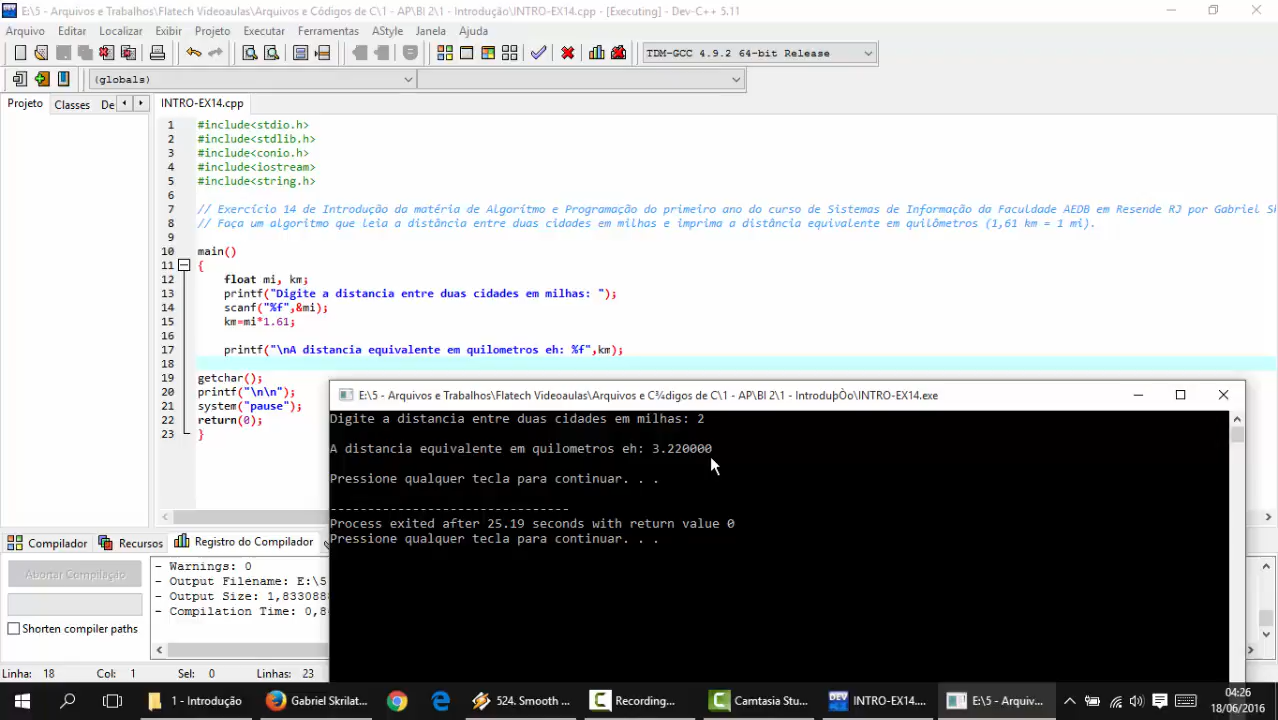 E:\5 - Arquivos e Trabalhos\Flatech Videoaulas\Arquivos e Códigos de C\1 - AP\BI 2\1 - Introdução\INTRO-EX14.cpp - [Executing] - Dev-C++ 5.11
Arquivo Editar Localizar Exibir Projeto Executar Ferramentas AStyle Janela Ajuda
TDM-GCC 4.9.2 64-bit Release
(globals)
Projeto Classes De INTRO-EX14.cpp
1 #include<stdio.h>
2 #include<stdlib.h>
3 #include<conio.h>
4 #include<iostream>
5 #include<string.h>
6
7 // Exercício 14 de Introdução da matéria de Algorítmo e Programação do primeiro ano do curso de Sistemas de Informação da Faculdade AEDB em Resende RJ por Gabriel
8 // Faça um algoritmo que leia a distância entre duas cidades em milhas e imprima a distância equivalente em quilômetros (1,61 km = 1 mi).
9
10 main()
11 {
12 float mi, km;
13 printf("Digite a distancia entre duas cidades em milhas: ");
14 scanf("%f",&mi);
15 km=mi*1.61;
16
17 printf("\nA distancia equivalente em quilometros eh: %f",km);
18
19 getchar();
20 printf("\n\n");
21 system("pause");
22 return(0);
23 }
E:\5 - Arquivos e Trabalhos\Flatech Videoaulas\Arquivos e C¾digos de C\1 - AP\BI 2\1 - IntroduþÒo\INTRO-EX14.exe
Digite a distancia entre duas cidades em milhas: 2
A distancia equivalente em quilometros eh: 3.220000
Pressione qualquer tecla para continuar. . .
--------------------------------
Process exited after 25.19 seconds with return value 0
Pressione qualquer tecla para continuar. . .
Compilador Recursos Registro do Compilador
Abortar Compilação
Shorten compiler paths
- Warnings: 0
- Output Filename: E:\5
- Output Size: 1,8330888
- Compilation Time: 0,8
Linha: 18 Col: 1 Sel: 0 Linhas: 23
1 - Introdução
Gabriel Skrilat...
524. Smooth ...
Recording...
Camtasia Stu...
DEV
INTRO-EX14....
E:\5 - Arquiv...
04:26
18/06/2016